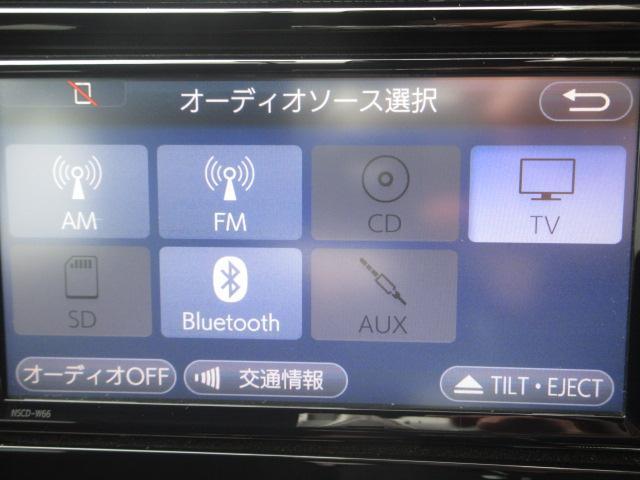 オーディオソース選択
AM
FM
CD
TV
SD
Bluetooth
AUX
オーディオOFF
交通情報
TILT・EJECT
NSCD-W66